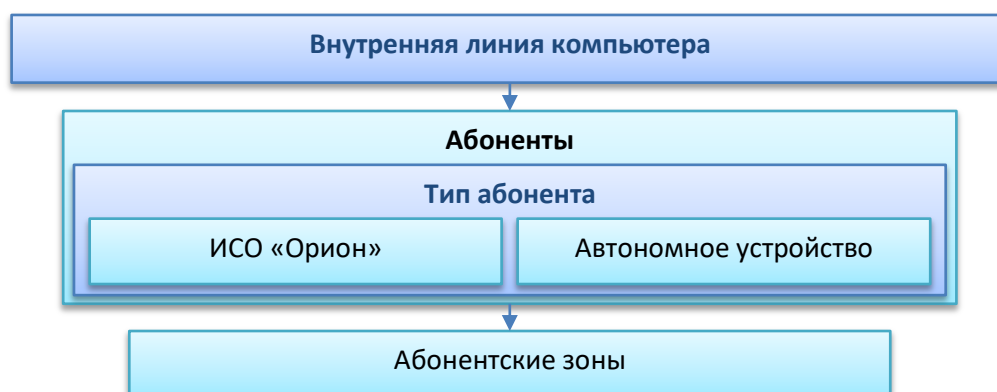 Внутренняя линия компьютера
Абоненты
Тип абонента
ИСО «Орион»
Автономное устройство
Абонентские зоны